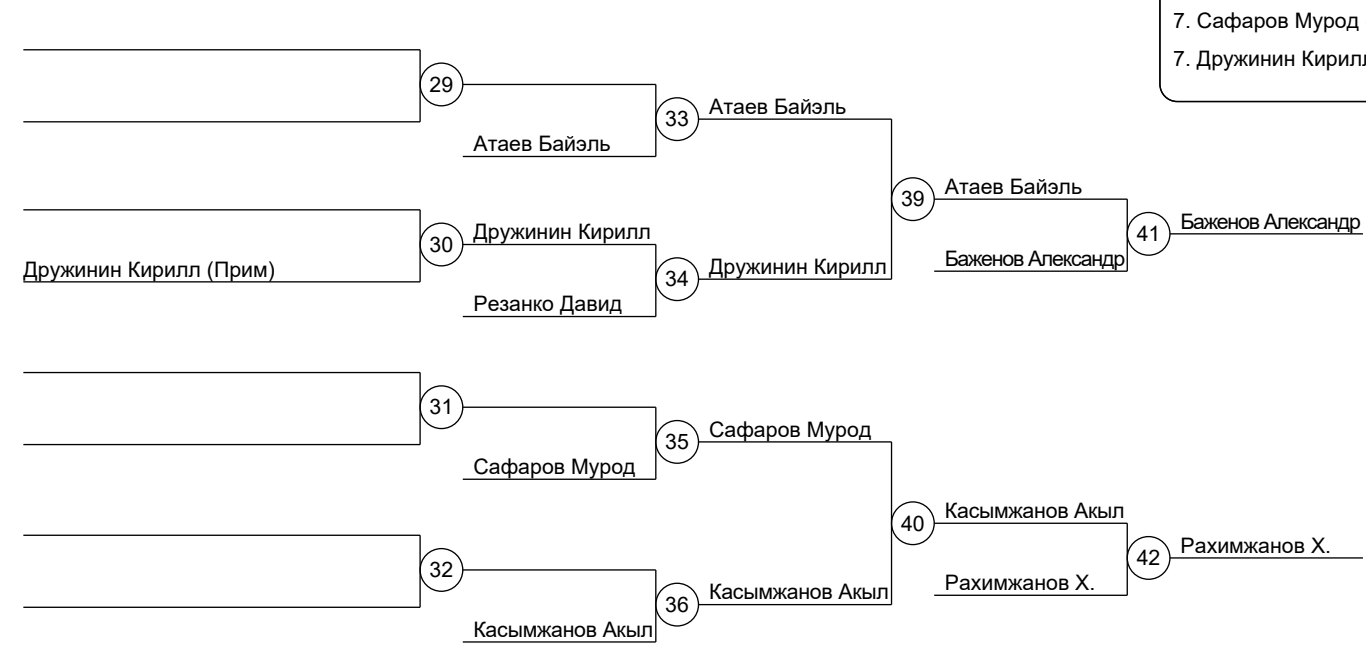 7. Сафаров Мурод
7. Дружинин Кирилл
29
Атаев Байэль
33
Атаев Байэль
Дружинин Кирилл (Прим)
30
Дружинин Кирилл
Резанко Давид
34
Дружинин Кирилл
39
Атаев Байэль
Баженов Александр
41
Баженов Александр
31
Сафаров Мурод
35
Сафаров Мурод
32
Касымжанов Акыл
36
Касымжанов Акыл
40
Касымжанов Акыл
Рахимжанов Х.
42
Рахимжанов Х.